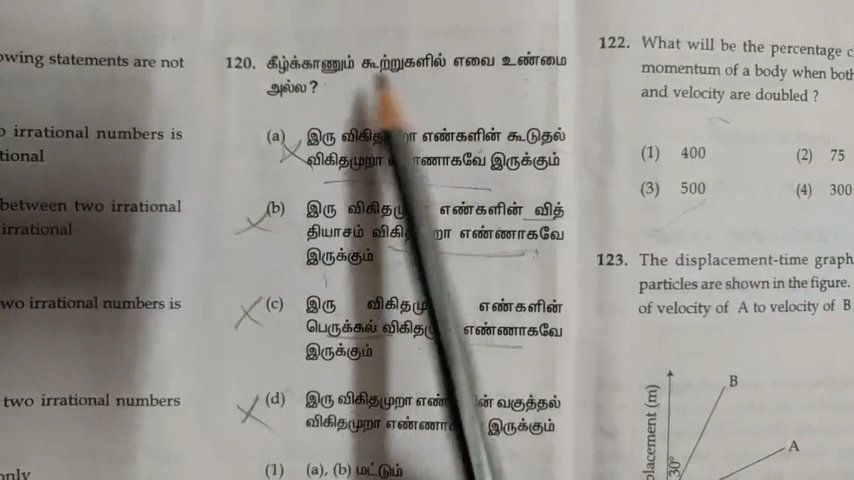 owing statements are not
irrational numbers is
tional
between two irrational
irrational
wo irrational numbers is
two irrational numbers
only
120. கீழ்க்காணும் கூற்றுகளில் எவை உண்மை
அல்ல ?
(a) இரு எண்களின் கூடுதல்
விகிதமுறா இருக்கும்
(b) இரு எண்களின் வித்
தியாசம் எண்ணாகவே
இருக்கும்
(c) இரு எண்களின்
பெருக்கல் எண்ணாகவே
இருக்கும்
(d) இரு விகிதமுறா வகுத்தல்
விகிதமுறா இருக்கும்
(1) (a), (b) மட்டும்
122. What will be the percentage c
momentum of a body when both
and velocity are doubled ?
(1) 400 (2) 75
(3) 500 (4) 300
123. The displacement-time graph
particles are shown in the figure.
of velocity of A to velocity of B
B
A
placement (m)
30°